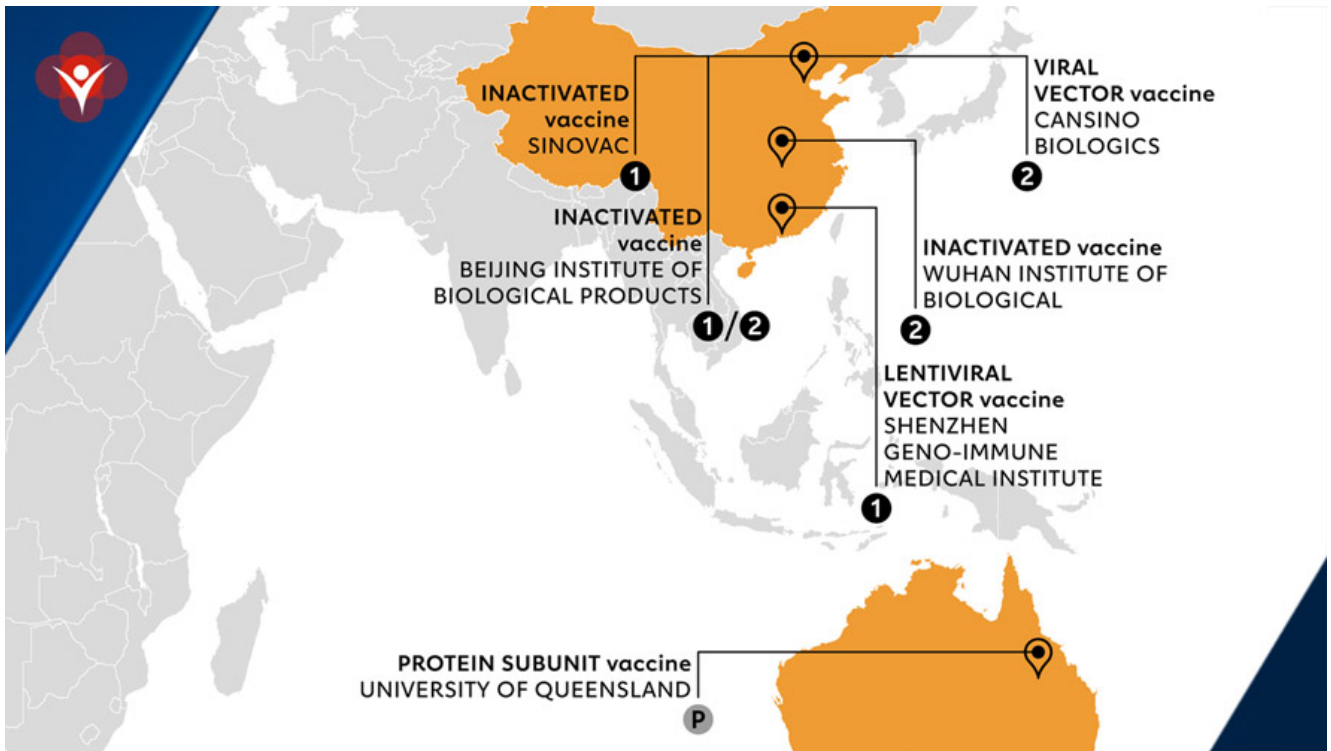 INACTIVATED
vaccine
SINOVAC
1
VIRAL
VECTOR vaccine
CANSINO
BIOLOGICS
2
INACTIVATED
vaccine
BEIJING INSTITUTE OF
BIOLOGICAL PRODUCTS
1/2
INACTIVATED vaccine
WUHAN INSTITUTE OF
BIOLOGICAL
2
LENTIVIRAL
VECTOR vaccine
SHENZHEN
GENO-IMMUNE
MEDICAL INSTITUTE
1
PROTEIN SUBUNIT vaccine
UNIVERSITY OF QUEENSLAND
P